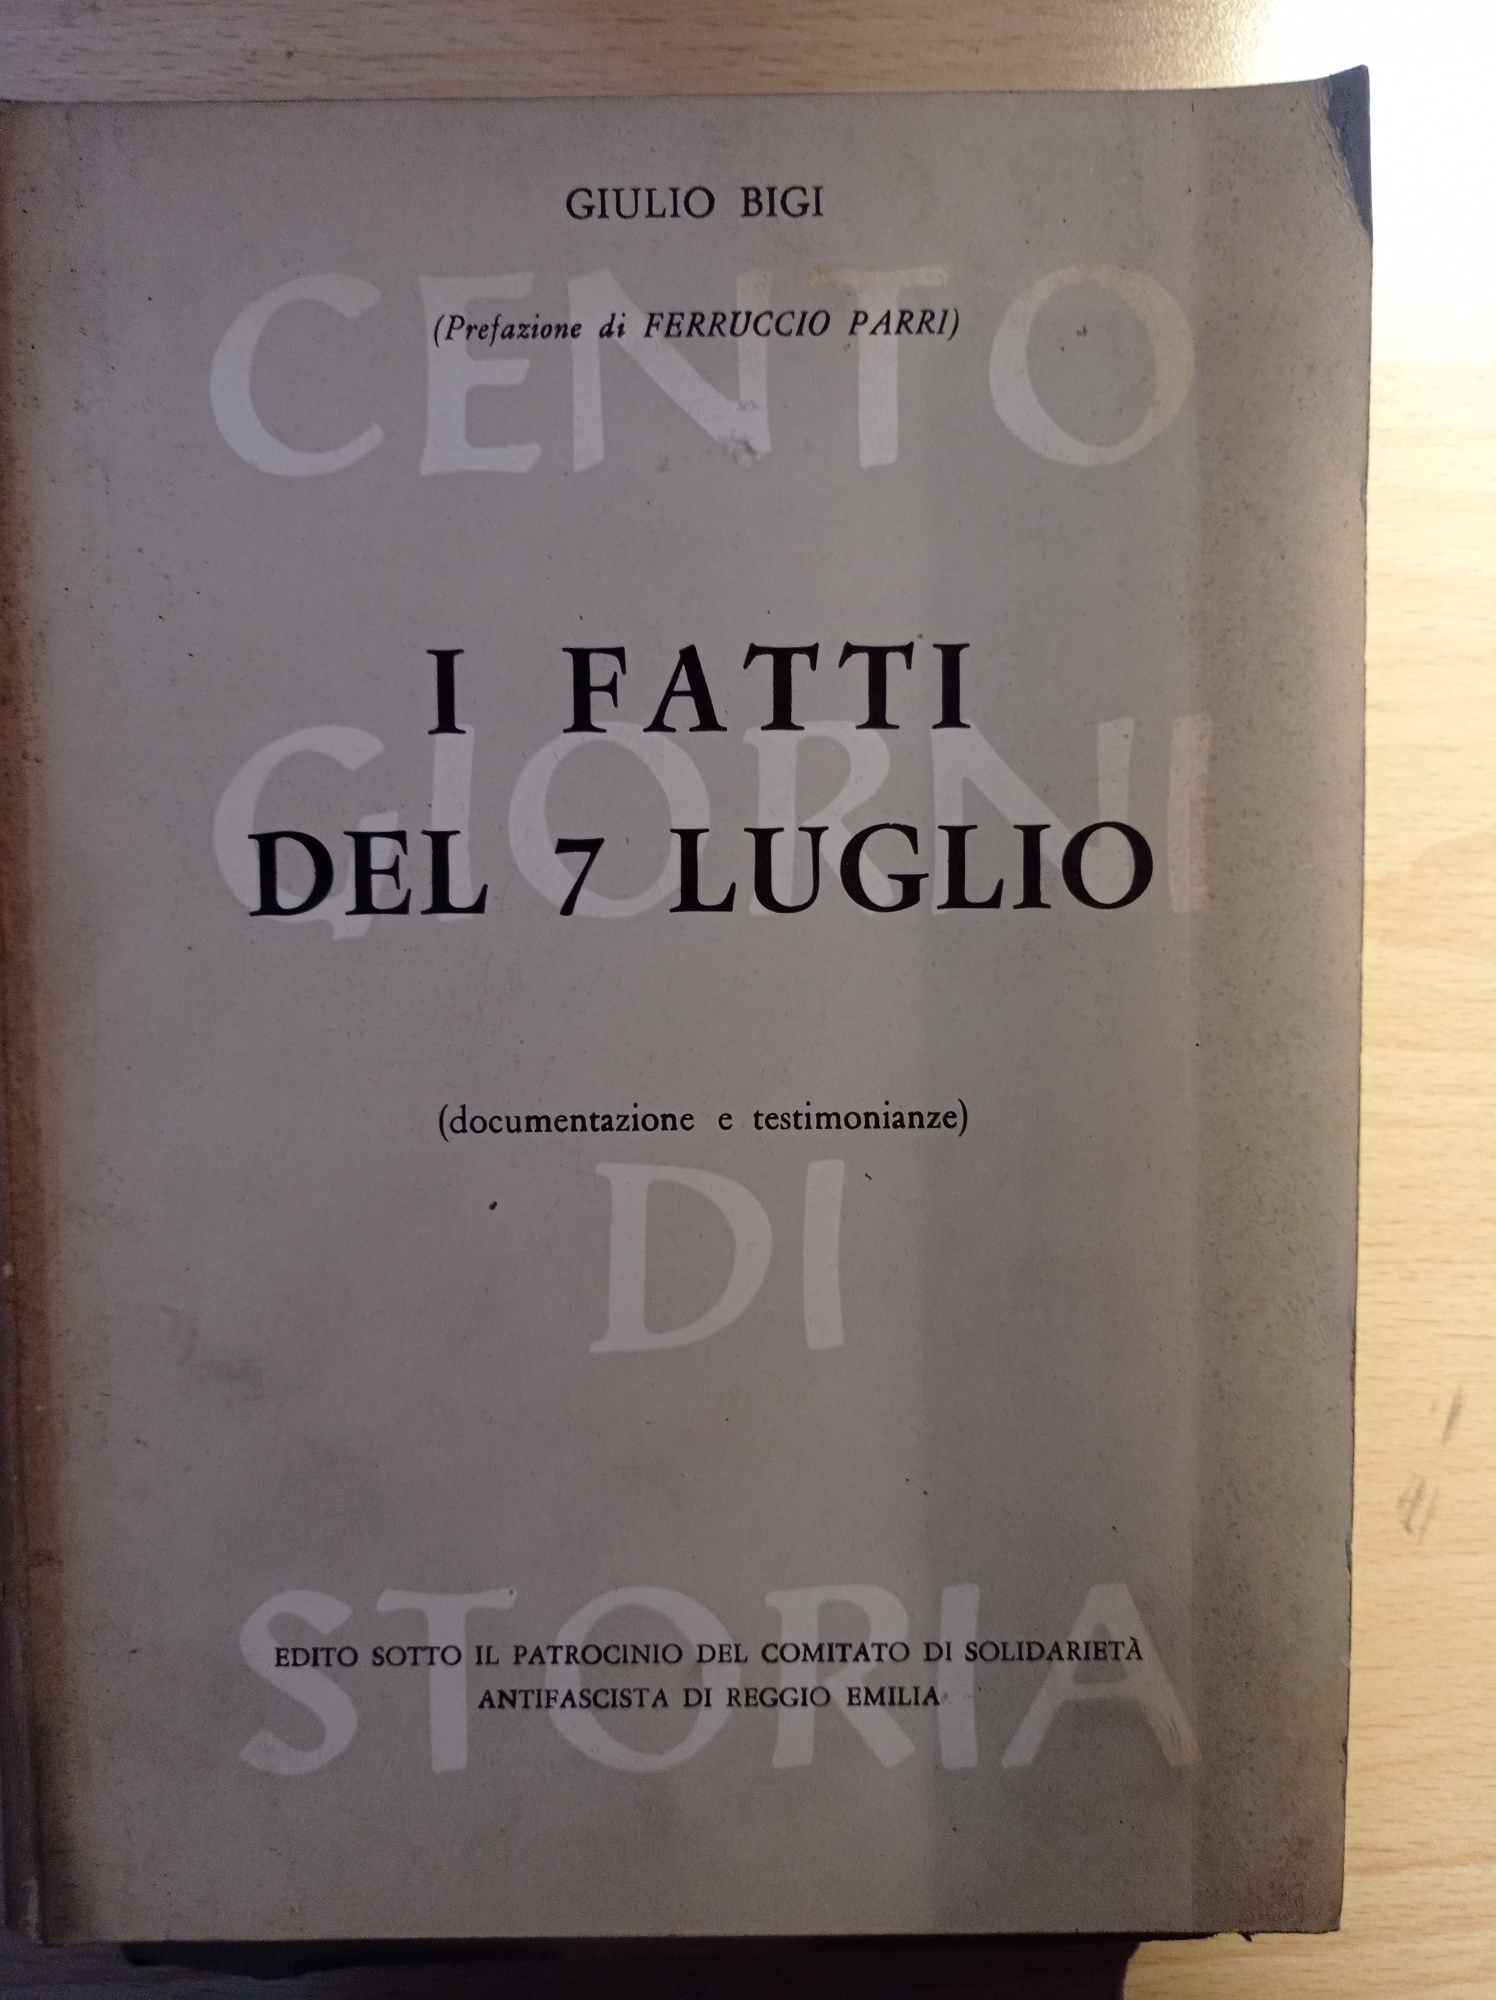 GIULIO BIGI
(Prefazione di FERRUCCIO PARRI)
CENTO
I FATTI
GIORNI
DEL 7 LUGLIO
(documentazione e testimonianze)
DI
STORIA
EDITO SOTTO IL PATROCINIO DEL COMITATO DI SOLIDARIETÀ
ANTIFASCISTA DI REGGIO EMILIA